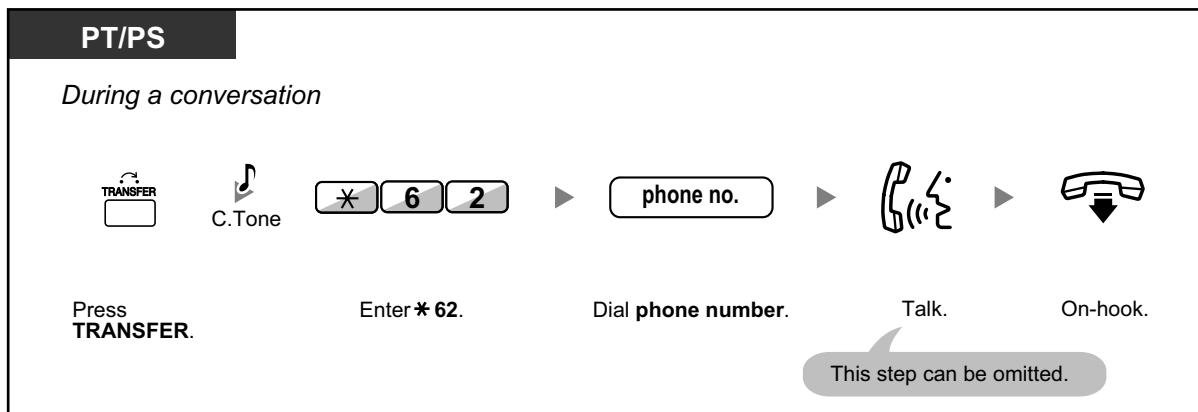 PT/PS
During a conversation
TRANSFER
C.Tone
* 6 2
phone no.
Press
TRANSFER.
Enter * 62.
Dial phone number.
Talk.
On-hook.
This step can be omitted.